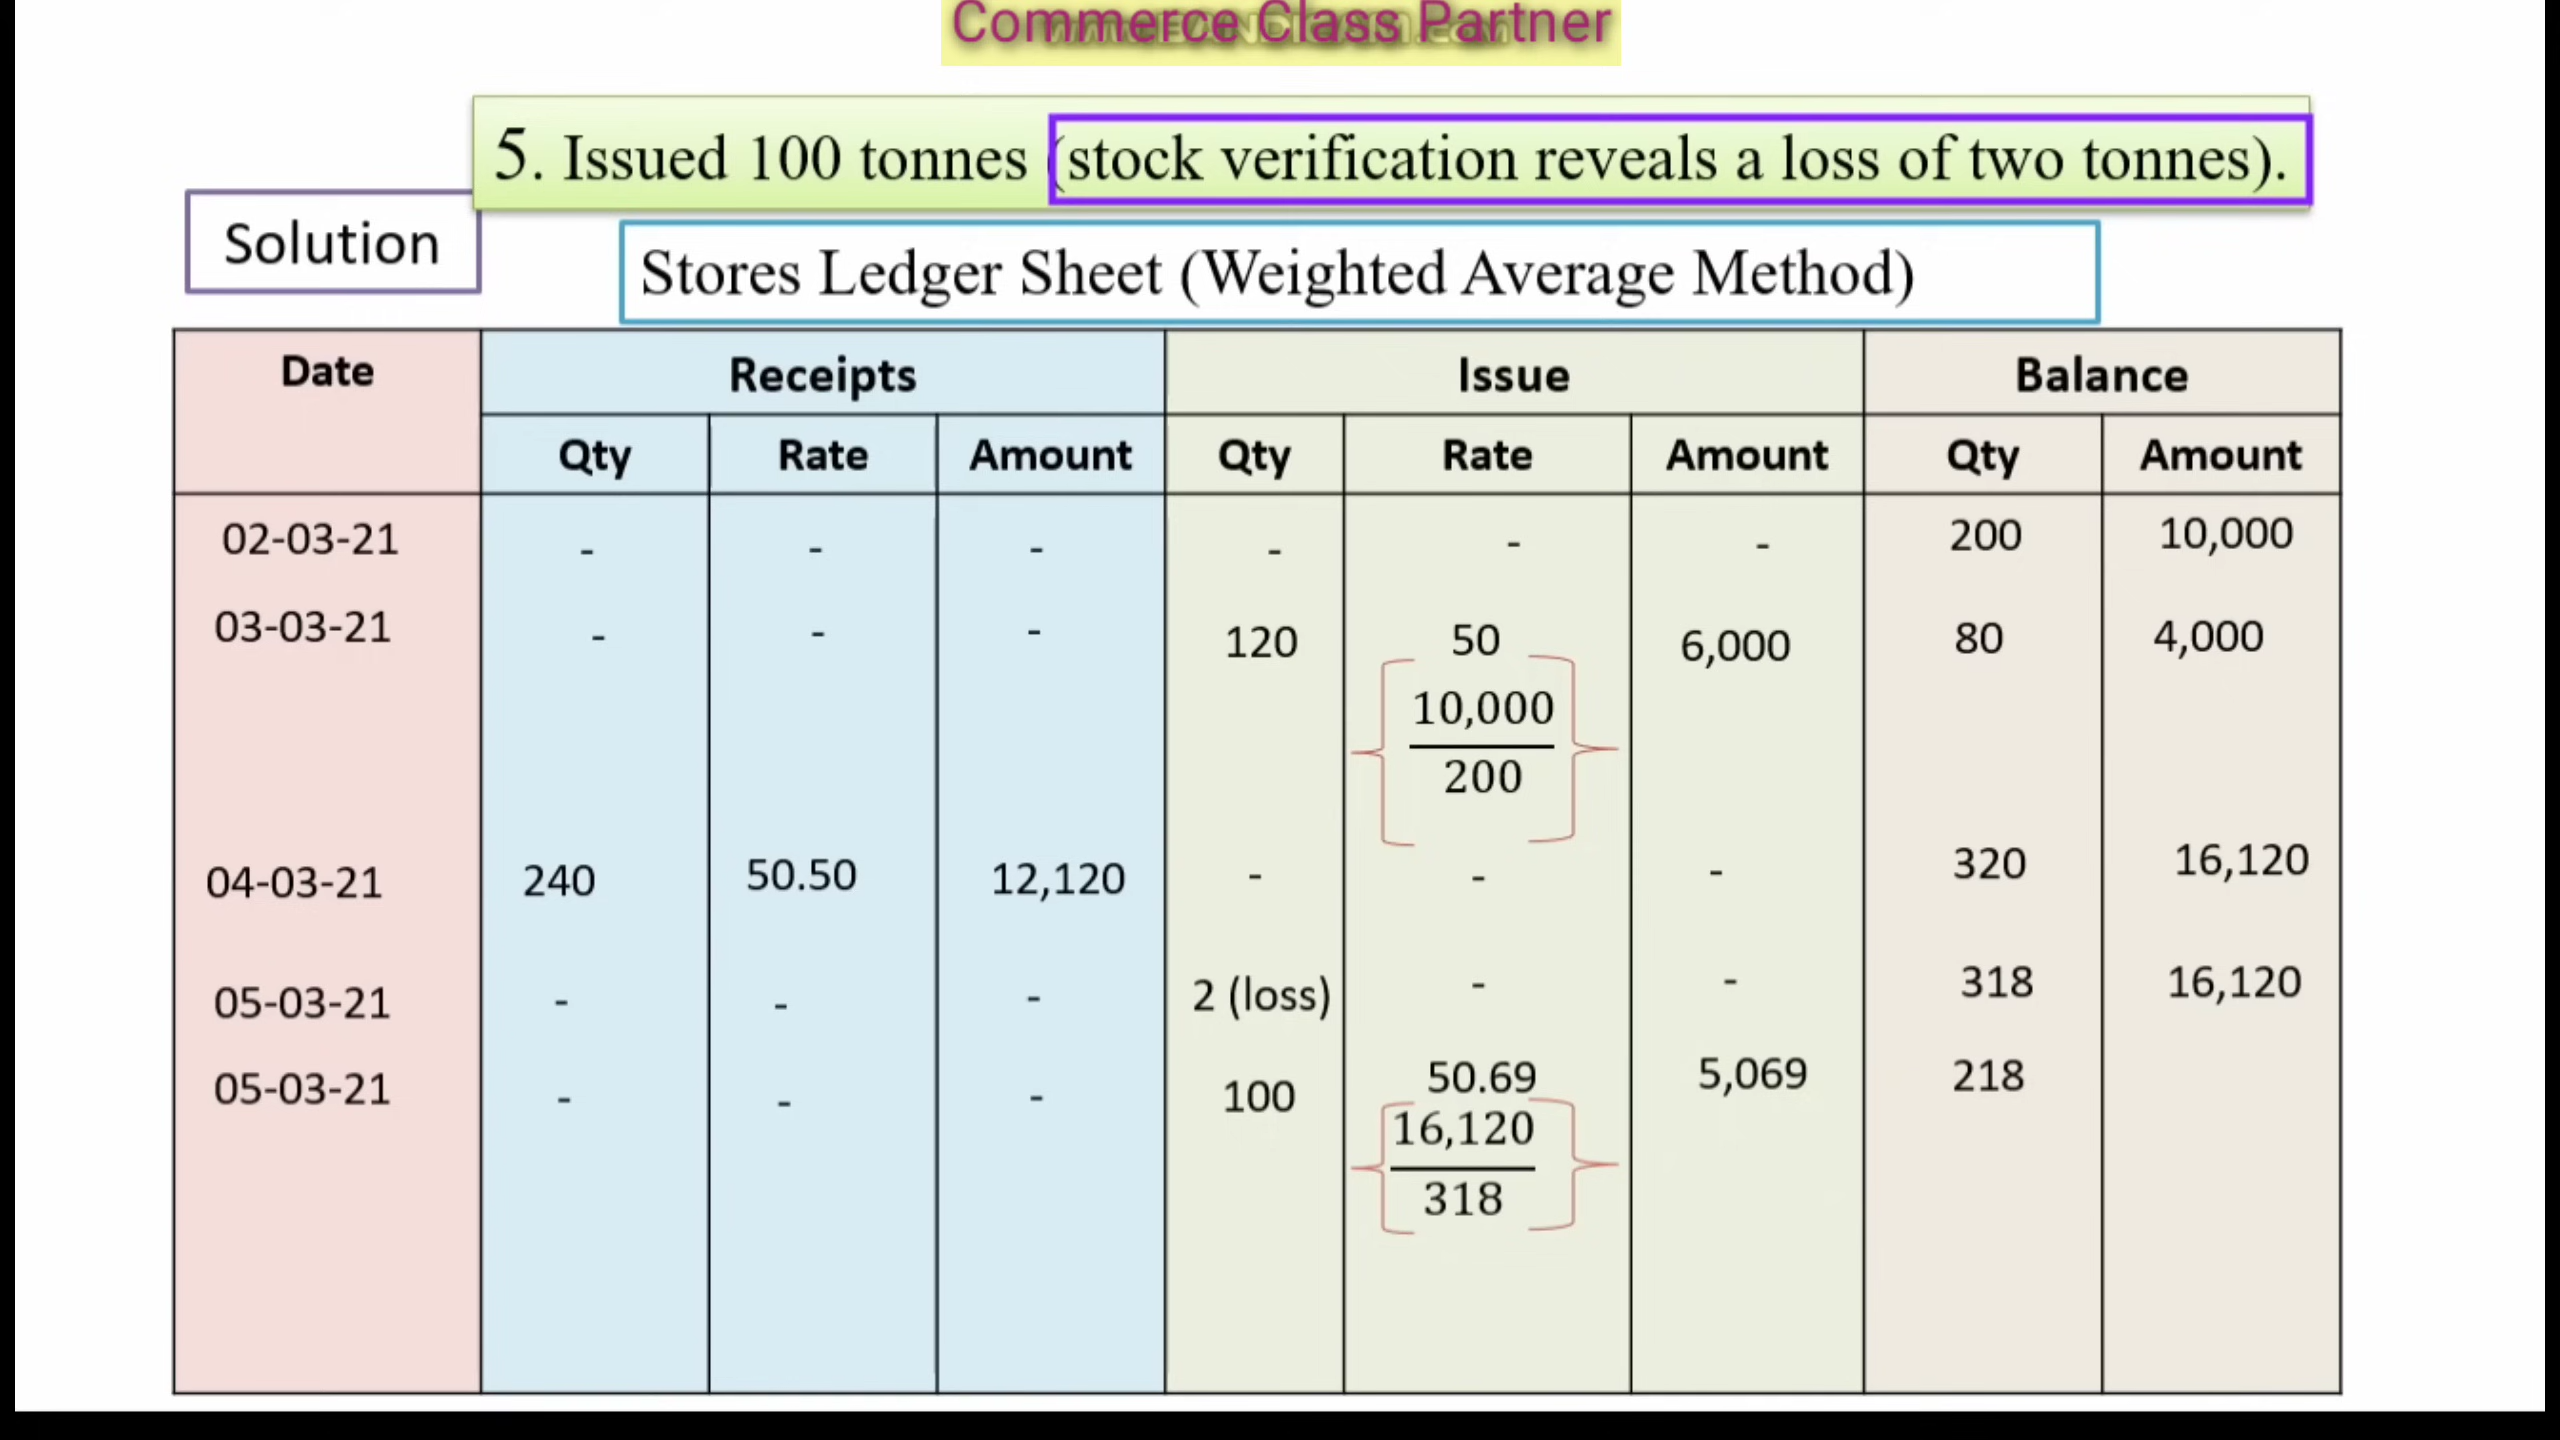 Commerce Class Partner
5. Issued 100 tonnes (stock verification reveals a loss of two tonnes).
Solution
Stores Ledger Sheet (Weighted Average Method)
Date Receipts Issue Balance
Qty Rate Amount Qty Rate Amount Qty Amount
02-03-21 - - - - - - 200 10,000
03-03-21 - - - 120 50 6,000 80 4,000
10,000
200
04-03-21 240 50.50 12,120 - - - 320 16,120
05-03-21 - - - 2 (loss) - - 318 16,120
05-03-21 - - - 100 50.69 5,069 218
16,120
318